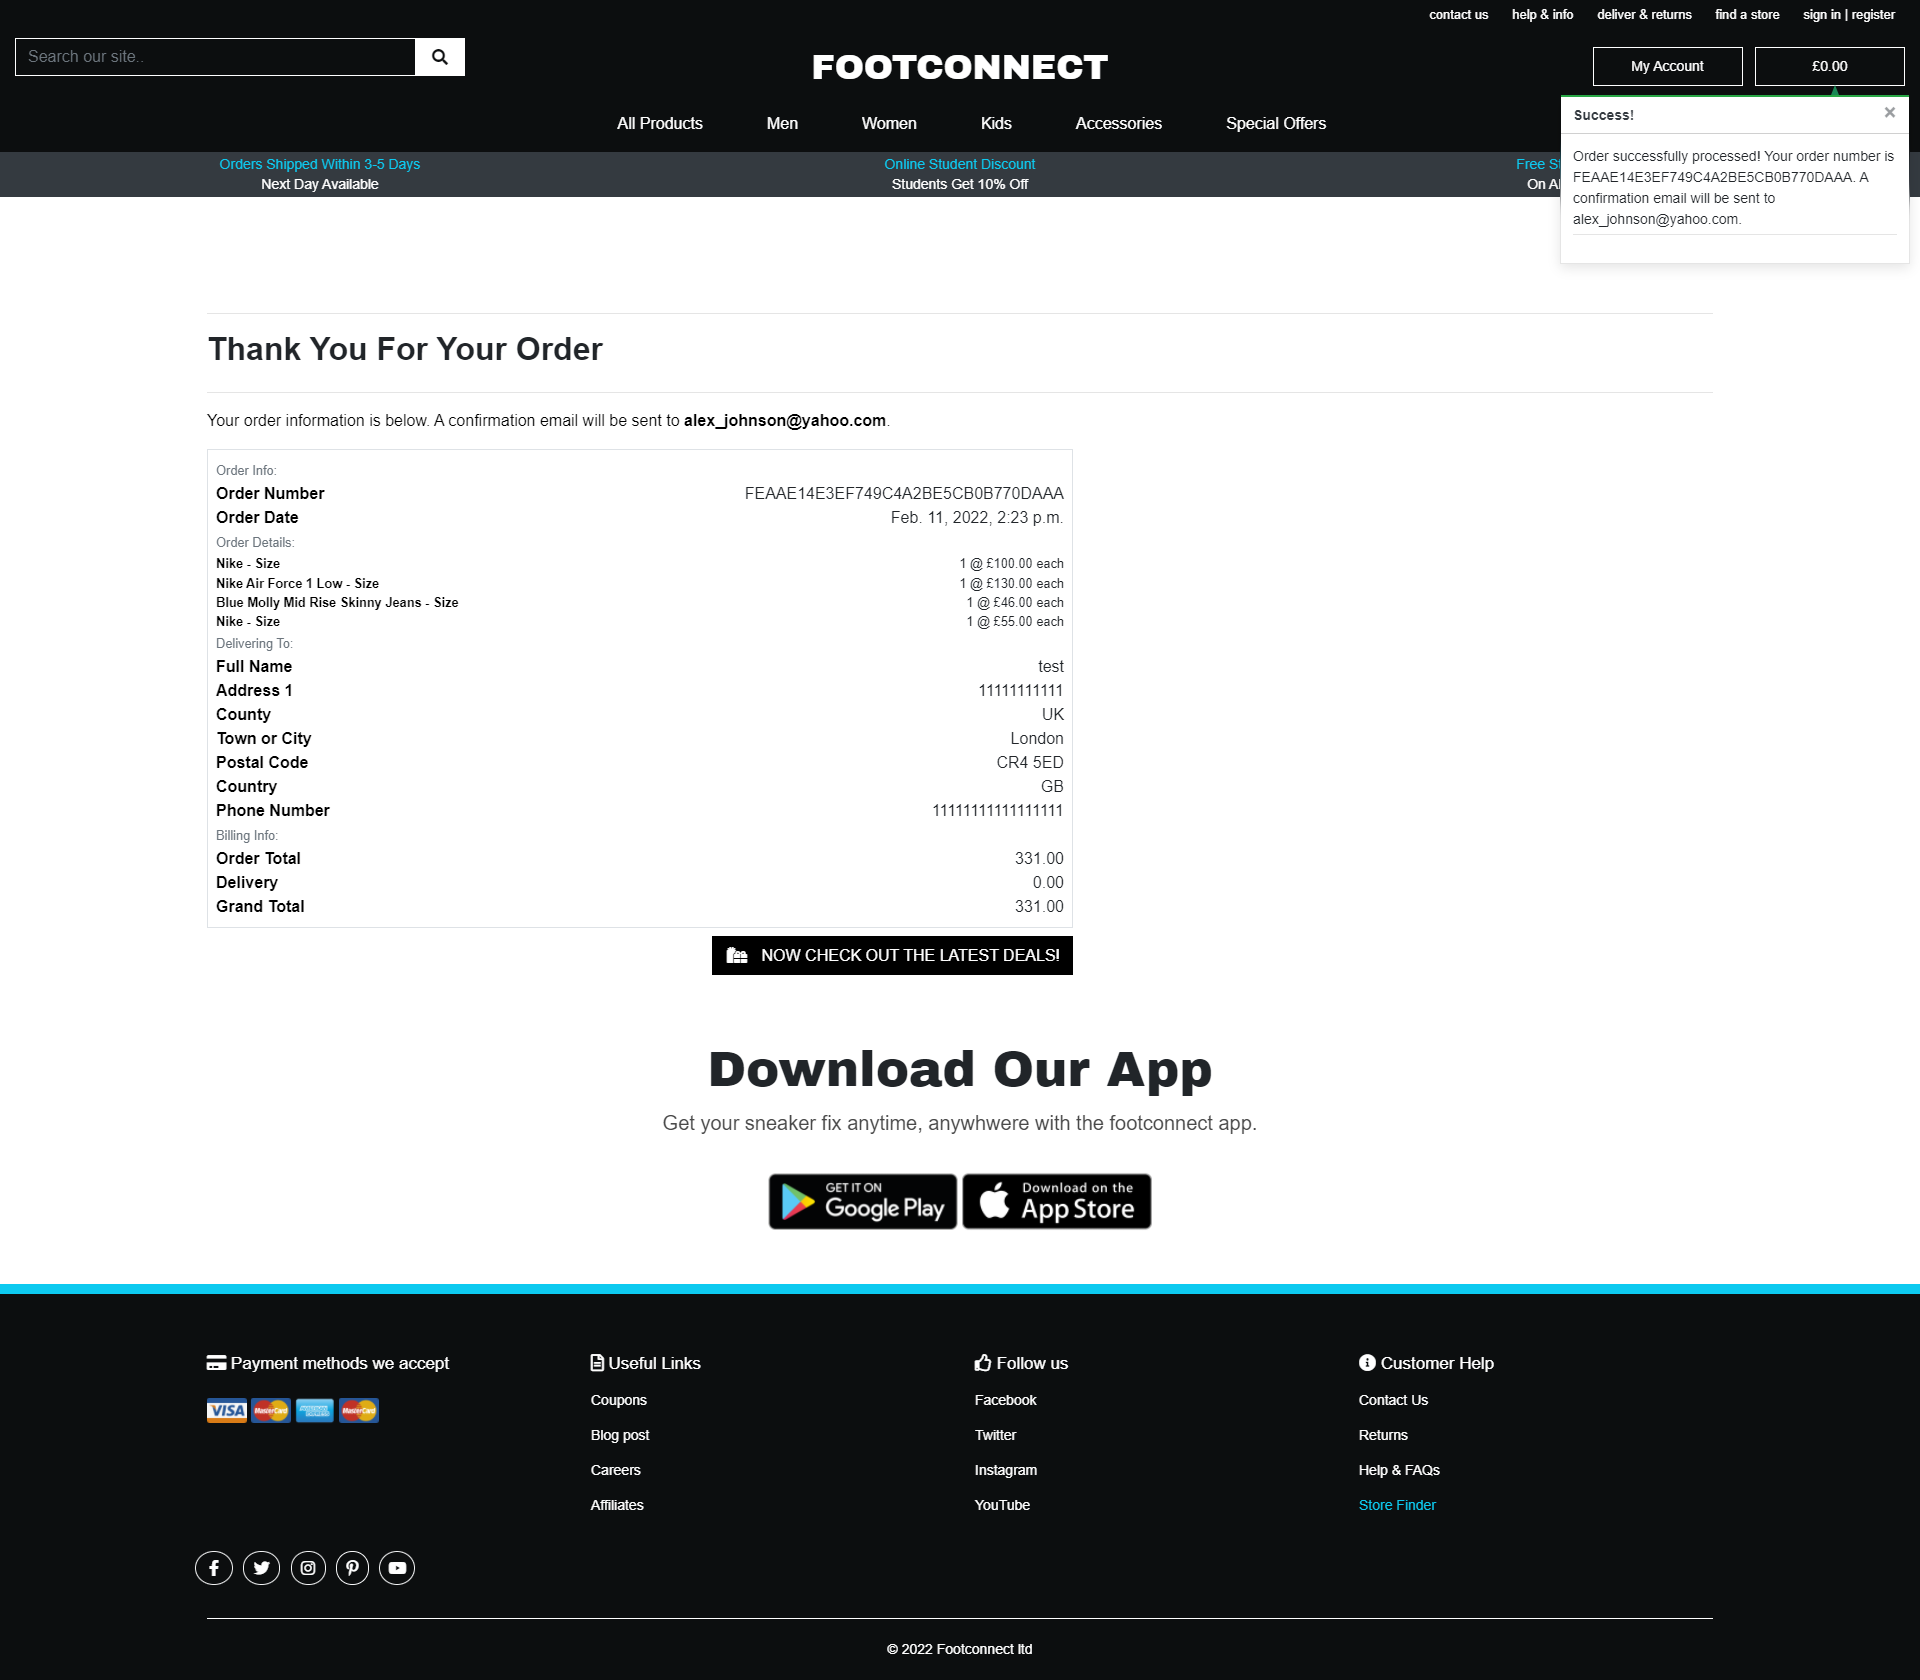 contact us help & info deliver & returns find a store sign in | register
Search our site..
FOOTCONNECT
My Account
£0.00
All Products Men Women Kids Accessories Special Offers
Success!
×
Order successfully processed! Your order number is
FEAAE14E3EF749C4A2BE5CB0B770DAAA. A
confirmation email will be sent to
alex_johnson@yahoo.com.
Orders Shipped Within 3-5 Days
Next Day Available
Online Student Discount
Students Get 10% Off
Free
On
Thank You For Your Order
Your order information is below. A confirmation email will be sent to alex_johnson@yahoo.com.
Order Info:
Order Number FEAAE14E3EF749C4A2BE5CB0B770DAAA
Order Date Feb. 11, 2022, 2:23 p.m.
Order Details:
Nike - Size 1 @ £100.00 each
Nike Air Force 1 Low - Size 1 @ £130.00 each
Blue Molly Mid Rise Skinny Jeans - Size 1 @ £46.00 each
Nike - Size 1 @ £55.00 each
Delivering To:
Full Name test
Address 1 11111111111
County UK
Town or City London
Postal Code CR4 5ED
Country GB
Phone Number 11111111111111111
Billing Info:
Order Total 331.00
Delivery 0.00
Grand Total 331.00
NOW CHECK OUT THE LATEST DEALS!
Download Our App
Get your sneaker fix anytime, anywhwere with the footconnect app.
GET IT ON
Google Play
Download on the
App Store
Payment methods we accept
VISA MasterCard MasterCard
Useful Links
Coupons
Blog post
Careers
Affiliates
Follow us
Facebook
Twitter
Instagram
YouTube
Customer Help
Contact Us
Returns
Help & FAQs
Store Finder
© 2022 Footconnect ltd